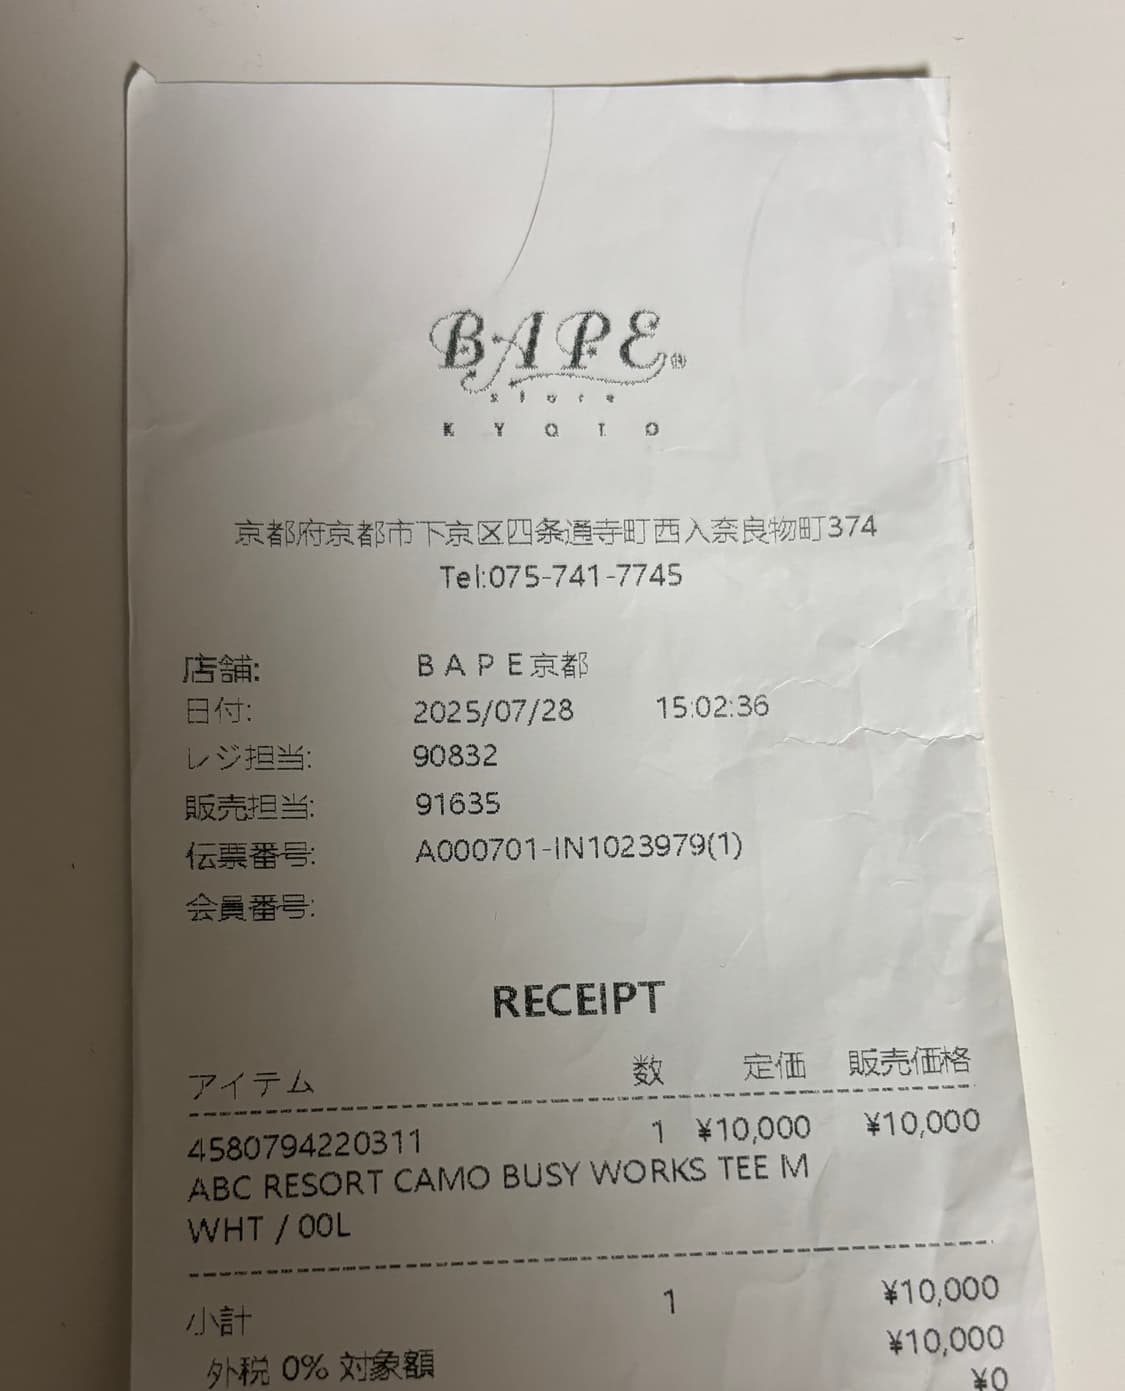 BAPE®
store
KYOTO
京都府京都市下京区四条通寺町西入奈良物町374
Tel:075-741-7745
店舗: BAPE京都
日付: 2025/07/28 15:02:36
レジ担当: 90832
販売担当: 91635
伝票番号: A000701-IN1023979(1)
会員番号:
RECEIPT
アイテム 数 定価 販売価格
4580794220311 1 ¥10,000 ¥10,000
ABC RESORT CAMO BUSY WORKS TEE M
WHT / 00L
小計 1 ¥10,000
外税 0% 対象額 ¥10,000
¥0